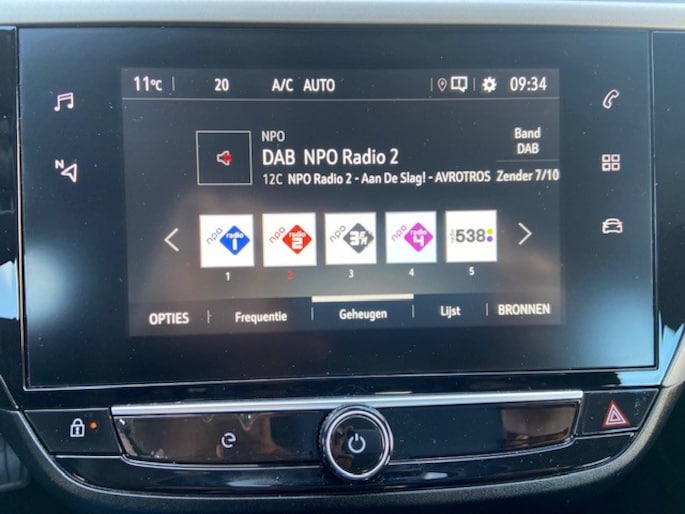 11°C 20 A/C AUTO 09:34
NPO
Band
DAB
DAB NPO Radio 2
12C NPO Radio 2 - Aan De Slag! - AVROTROS Zender 7/10
npo radio 1
npo radio 2
npo 3FM
npo radio 4
radio 538
1 2 3 4 5
OPTIES Frequentie Geheugen Lijst BRONNEN
N